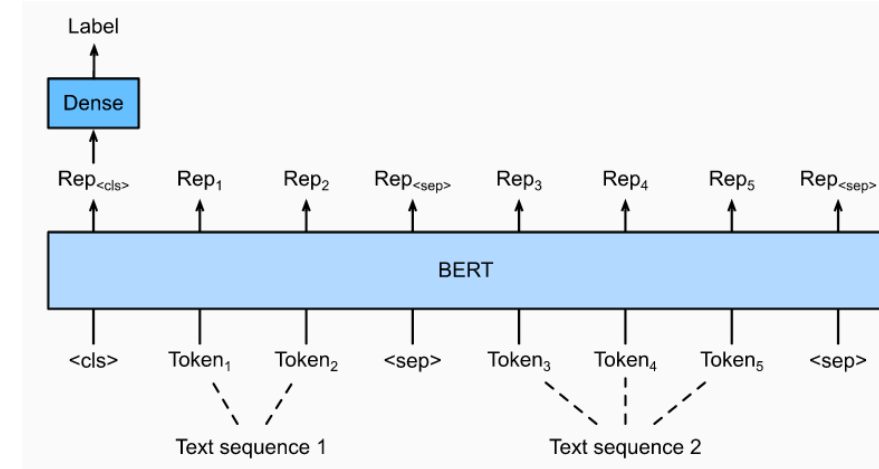 Label
Dense
Rep<cls> Rep1 Rep2 Rep<sep> Rep3 Rep4 Rep5 Rep<sep>
BERT
<cls> Token1 Token2 <sep> Token3 Token4 Token5 <sep>
Text sequence 1 Text sequence 2